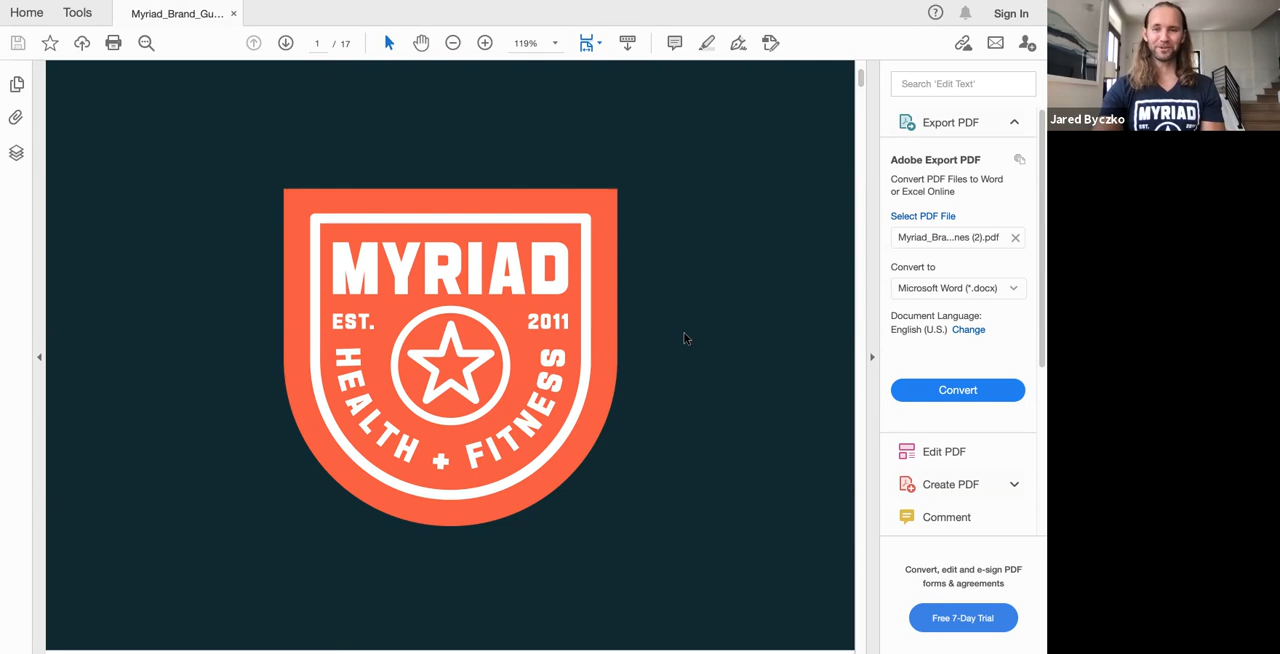 Home
Tools
Myriad_Brand_Gu...
×
Sign In
1 / 17
119%
MYRIAD
EST.
2011
HEALTH + FITNESS
Search 'Edit Text'
Export PDF
Adobe Export PDF
Convert PDF Files to Word
or Excel Online
Select PDF File
Myriad_Bra...nes (2).pdf
Convert to
Microsoft Word (*.docx)
Document Language:
English (U.S.) Change
Convert
Edit PDF
Create PDF
Comment
Convert, edit and e-sign PDF
forms & agreements
Free 7-Day Trial
MYRIAD
Jared Byczko